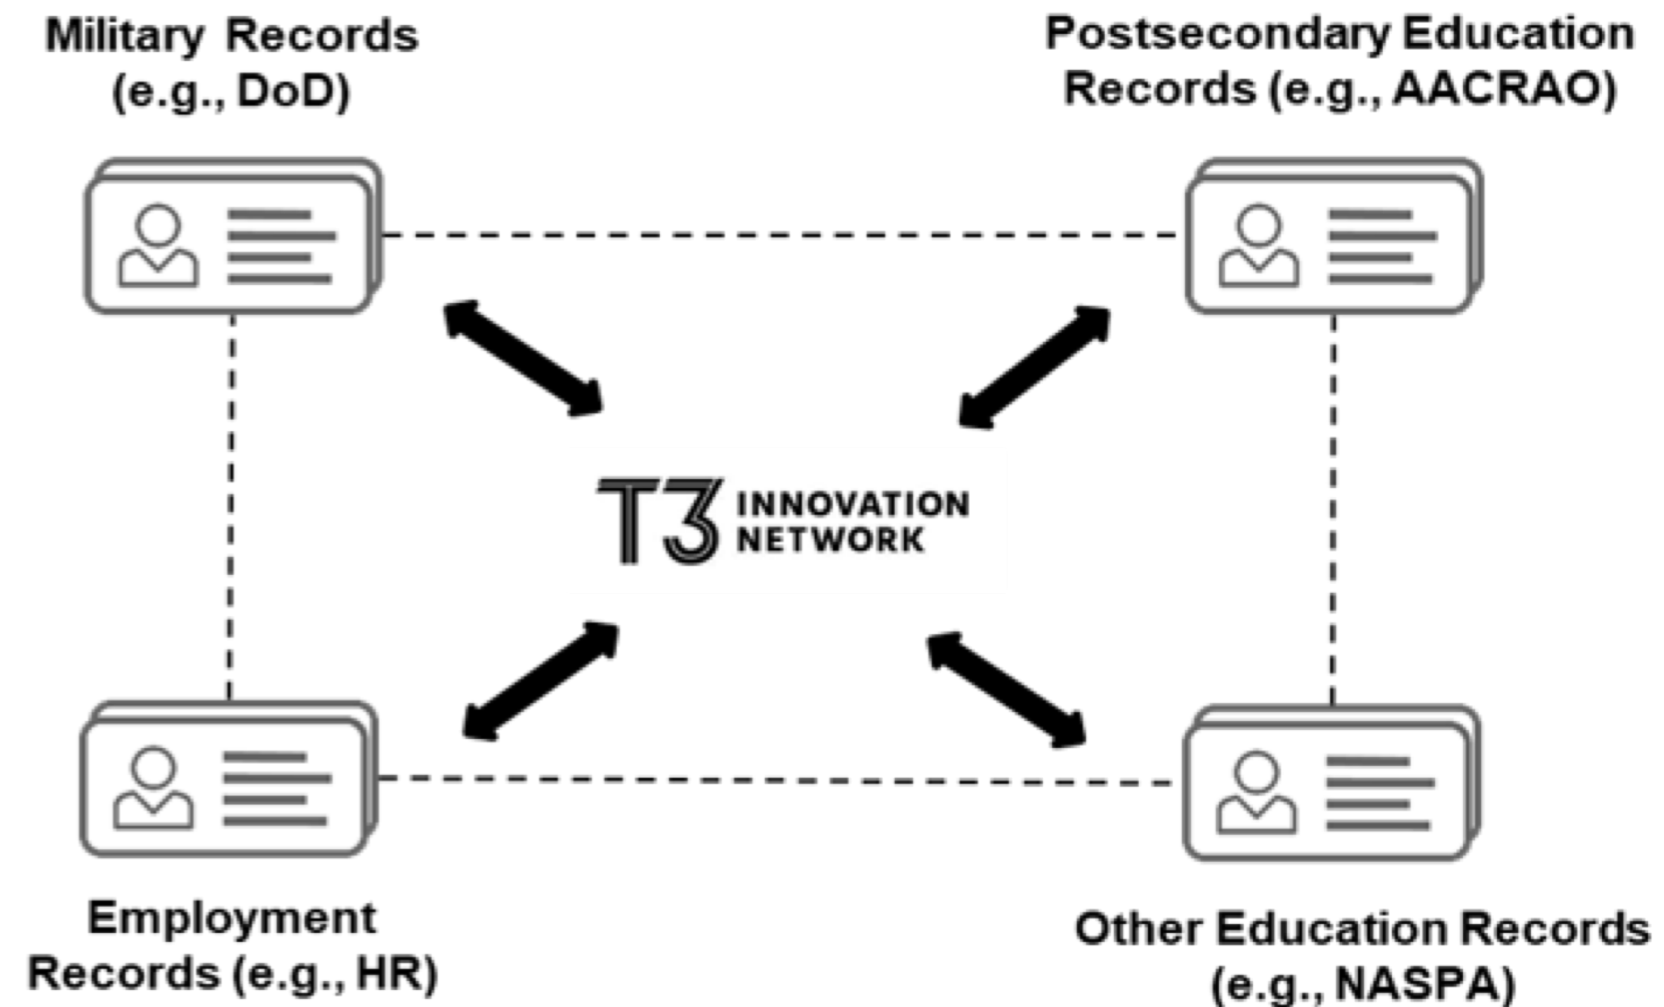 Military Records
(e.g., DoD)
Postsecondary Education
Records (e.g., AACRAO)
T3 INNOVATION
NETWORK
Employment
Records (e.g., HR)
Other Education Records
(e.g., NASPA)